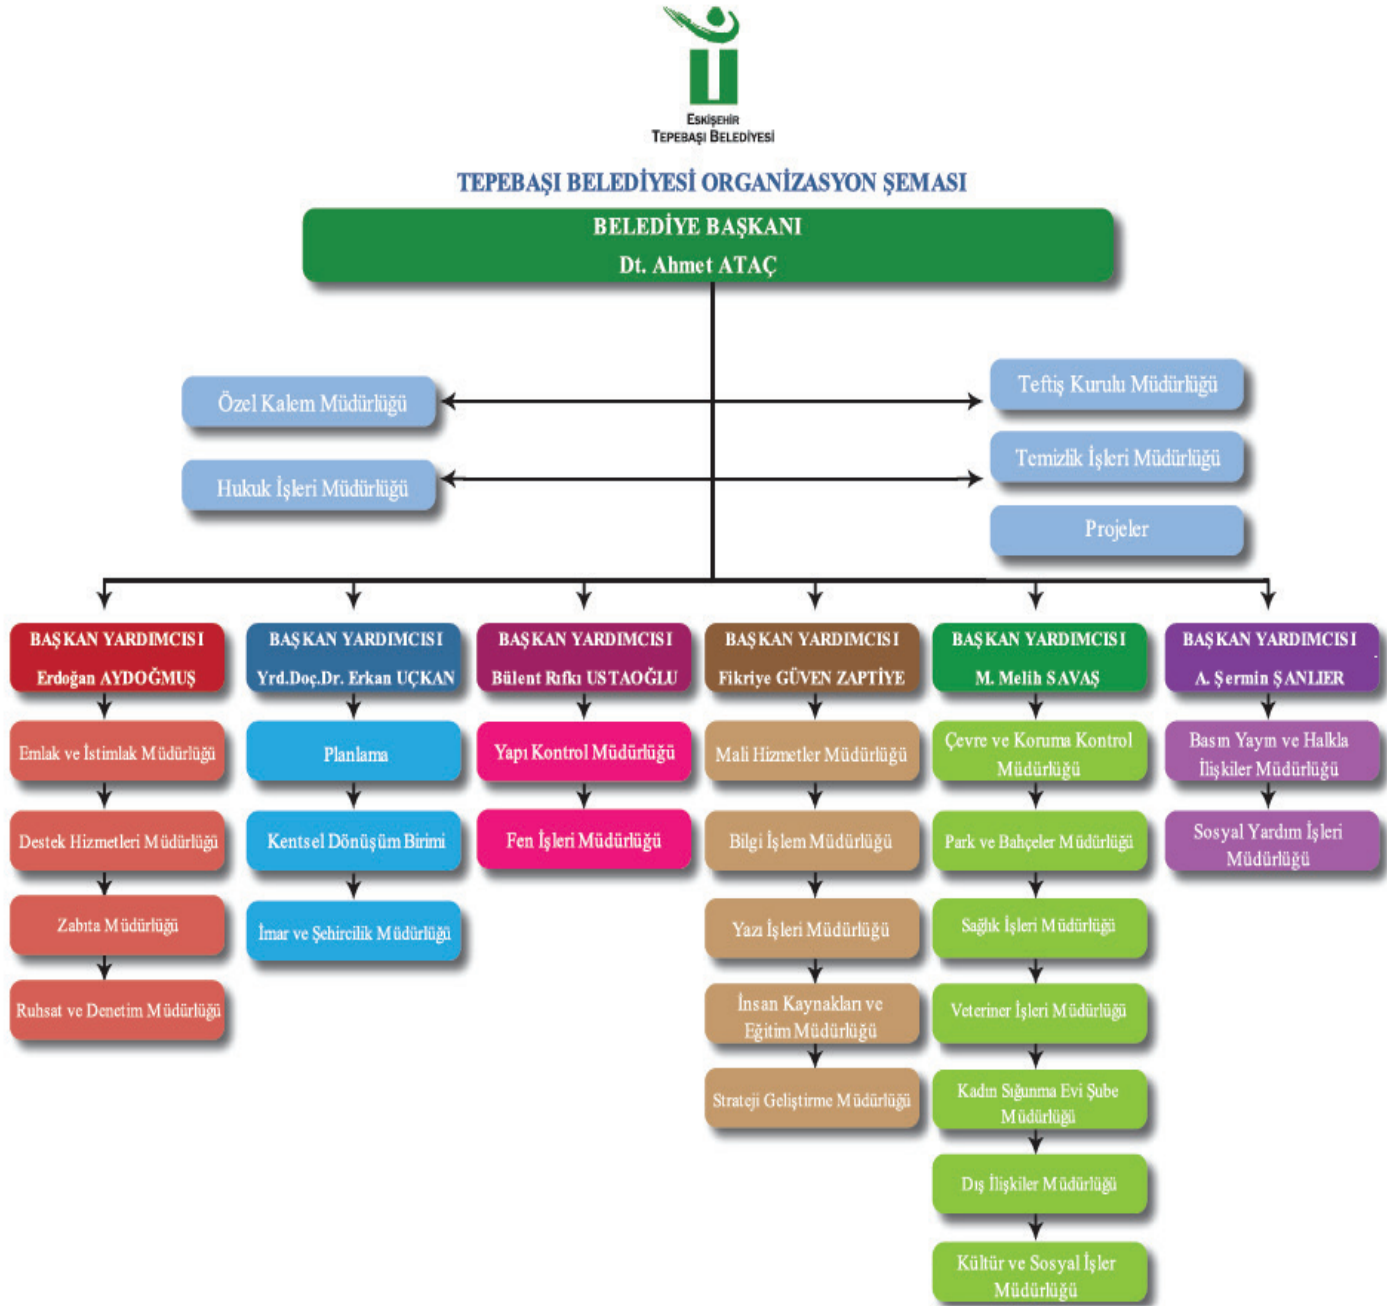 ESKİŞEHİR
TEPEBAŞI BELEDİYESİ
TEPEBAŞI BELEDİYESİ ORGANİZASYON ŞEMASI
BELEDİYE BAŞKANI
Dt. Ahmet ATAÇ
Özel Kalem Müdürlüğü
Hukuk İşleri Müdürlüğü
Teftiş Kurulu Müdürlüğü
Temizlik İşleri Müdürlüğü
Projeler
BAŞKAN YARDIMCISI
Erdoğan AYDOĞMUŞ
Emlak ve İstimlak Müdürlüğü
Destek Hizmetleri Müdürlüğü
Zabıta Müdürlüğü
Ruhsat ve Denetim Müdürlüğü
BAŞKAN YARDIMCISI
Yrd.Doç.Dr. Erkan UÇKAN
Planlama
Kentsel Dönüşüm Birimi
İmar ve Şehircilik Müdürlüğü
BAŞKAN YARDIMCISI
Bülent Rıfkı USTAOĞLU
Yapı Kontrol Müdürlüğü
Fen İşleri Müdürlüğü
BAŞKAN YARDIMCISI
Fikriye GÜVEN ZAPTİYE
Mali Hizmetler Müdürlüğü
Bilgi İşlem Müdürlüğü
Yazı İşleri Müdürlüğü
İnsan Kaynakları ve
Eğitim Müdürlüğü
Strateji Geliştirme Müdürlüğü
BAŞKAN YARDIMCISI
M. Melih SAVAŞ
Çevre ve Koruma Kontrol
Müdürlüğü
Park ve Bahçeler Müdürlüğü
Sağlık İşleri Müdürlüğü
Veteriner İşleri Müdürlüğü
Kadın Sığunma Evi Şube
Müdürlüğü
Dış İlişkiler Müdürlüğü
Kültür ve Sosyal İşler
Müdürlüğü
BAŞKAN YARDIMCISI
A. Şermin ŞANLIER
Basın Yayın ve Halkla
İlişkiler Müdürlüğü
Sosyal Yardım İşleri
Müdürlüğü